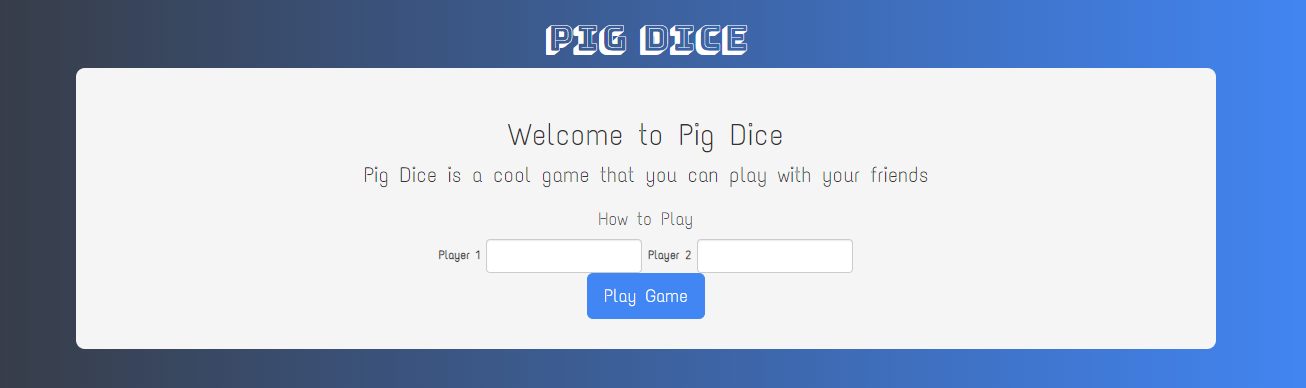 PIG DICE
Welcome to Pig Dice
Pig Dice is a cool game that you can play with your friends
How to Play
Player 1 Player 2
Play Game